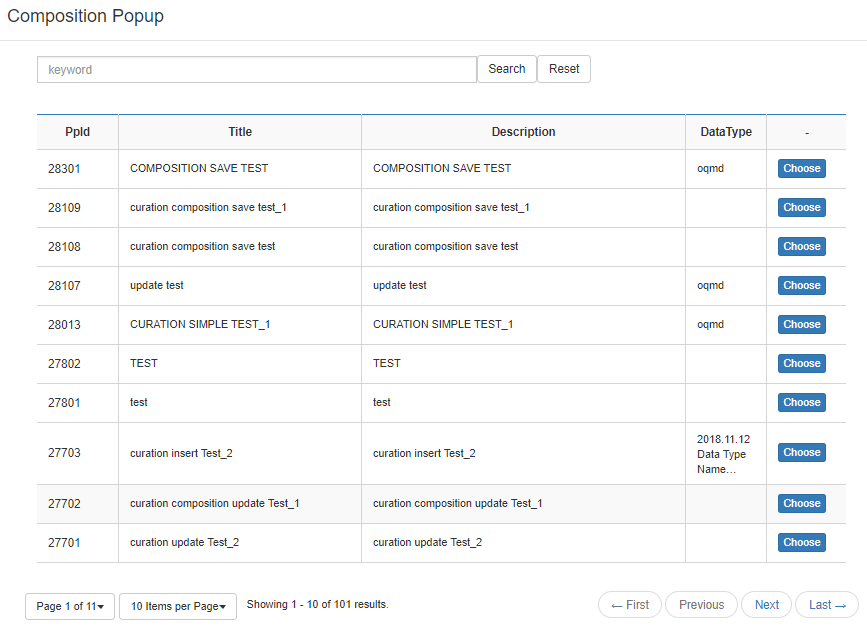 Composition Popup
keyword Search Reset
PpId Title Description DataType -
28301 COMPOSITION SAVE TEST COMPOSITION SAVE TEST oqmd Choose
28109 curation composition save test_1 curation composition save test_1 Choose
28108 curation composition save test curation composition save test Choose
28107 update test update test oqmd Choose
28013 CURATION SIMPLE TEST_1 CURATION SIMPLE TEST_1 oqmd Choose
27802 TEST TEST Choose
27801 test test Choose
2018.11.12
27703 curation insert Test_2 curation insert Test_2 Data Type Choose
Name...
27702 curation composition update Test_1 curation composition update Test_1 Choose
27701 curation update Test_2 curation update Test_2 Choose
Page 1 of 11 10 Items per Page Showing 1 - 10 of 101 results. ← First Previous Next Last →